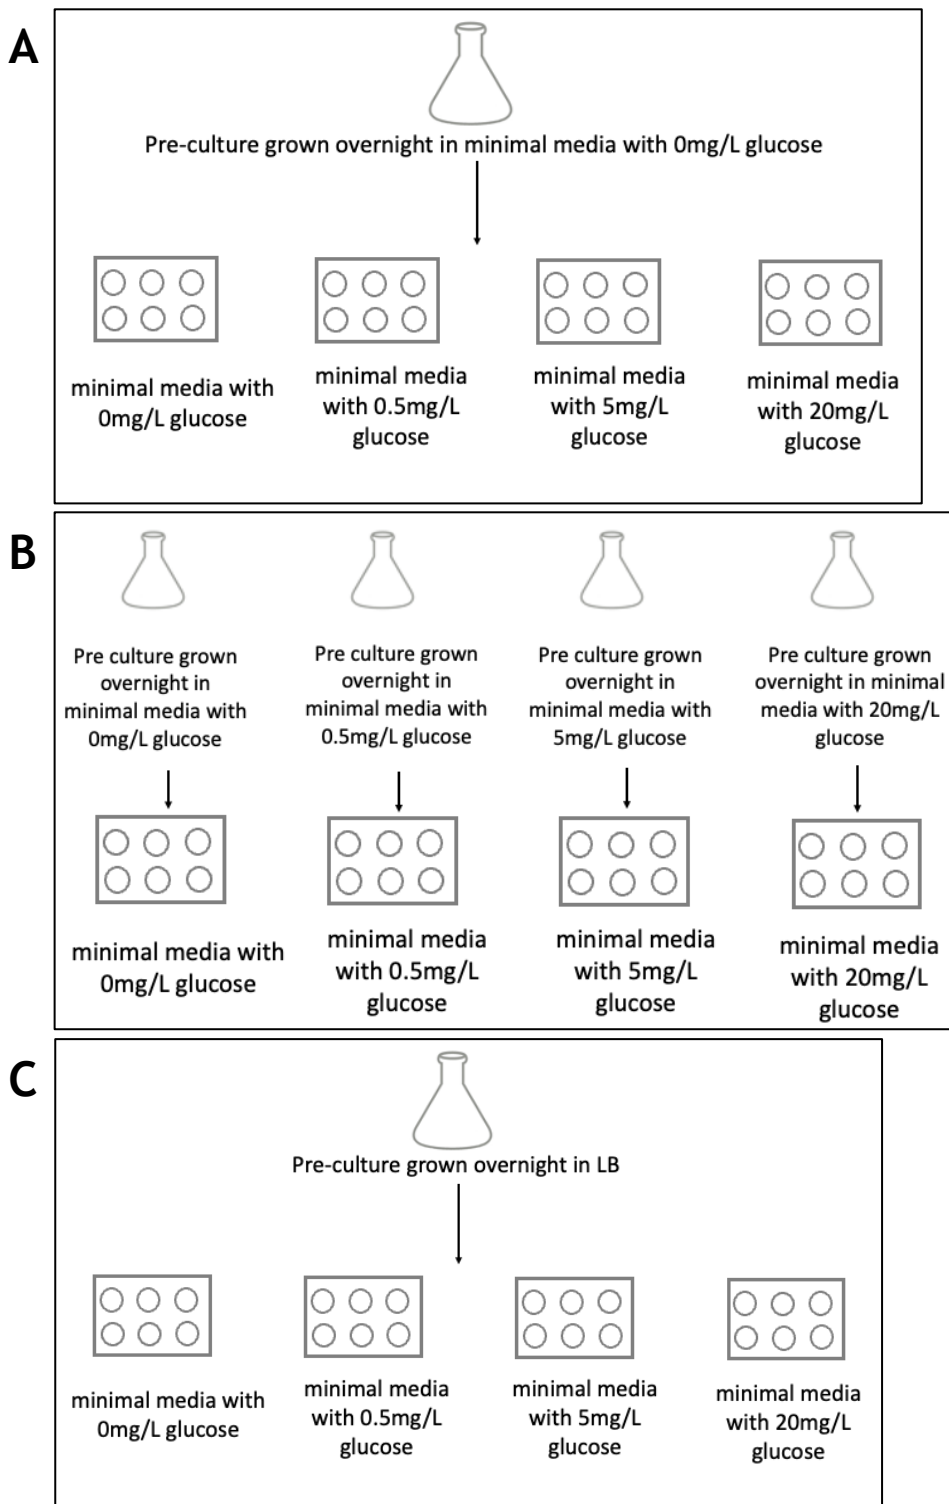 A
Pre-culture grown overnight in minimal media with 0mg/L glucose
minimal media with
0mg/L glucose
minimal media
with 0.5mg/L
glucose
minimal media
with 5mg/L
glucose
minimal media
with 20mg/L
glucose
B
Pre culture grown
overnight in
minimal media with
0mg/L glucose
Pre culture grown
overnight in
minimal media with
0.5mg/L glucose
Pre culture grown
overnight in
minimal media with
5mg/L glucose
Pre culture grown
overnight in minimal
media with 20mg/L
glucose
minimal media with
0mg/L glucose
minimal media
with 0.5mg/L
glucose
minimal media
with 5mg/L
glucose
minimal media
with 20mg/L
glucose
C
Pre-culture grown overnight in LB
minimal media with
0mg/L glucose
minimal media
with 0.5mg/L
glucose
minimal media
with 5mg/L
glucose
minimal media
with 20mg/L
glucose